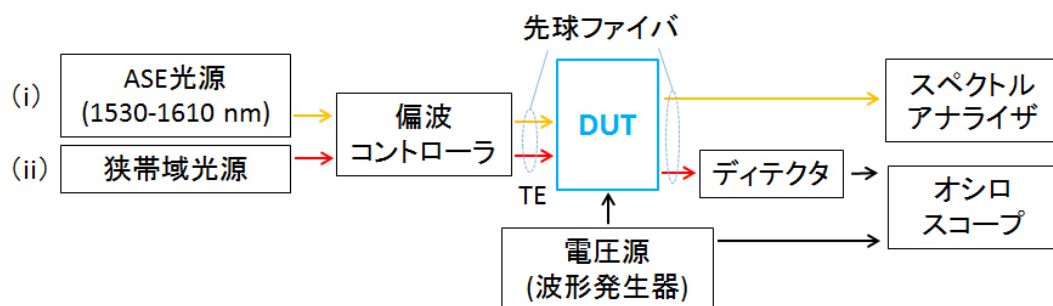 先球ファイバ
(i)
ASE光源
(1530-1610 nm)
偏波
コントローラ
DUT
スペクトル
アナライザ
(ii)
狭帯域光源
TE
ディテクタ
オシロ
スコープ
電圧源
(波形発生器)